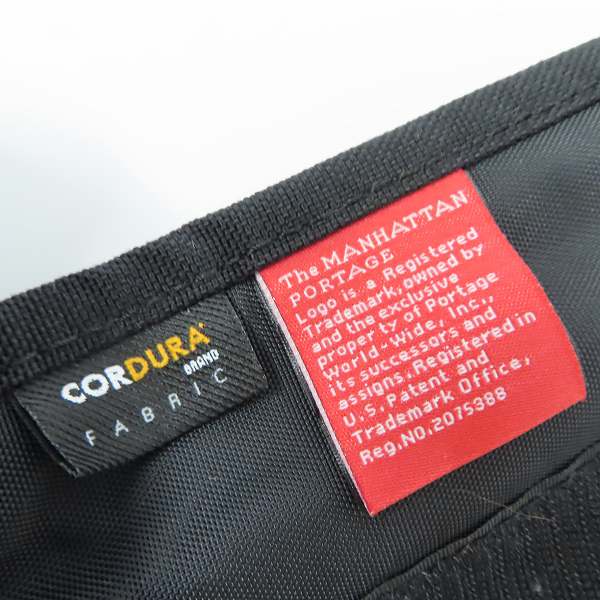 CORDURA
BRAND
FABRIC
The MANHATTAN
PORTAGE
Logo is a Registered
Trademark, owned by
and the exclusive
property of Portage
World-Wide, Inc.,
its successors and
assigns. Registered in
U.S. Patent and
Trademark Office,
Reg.NO.2075388